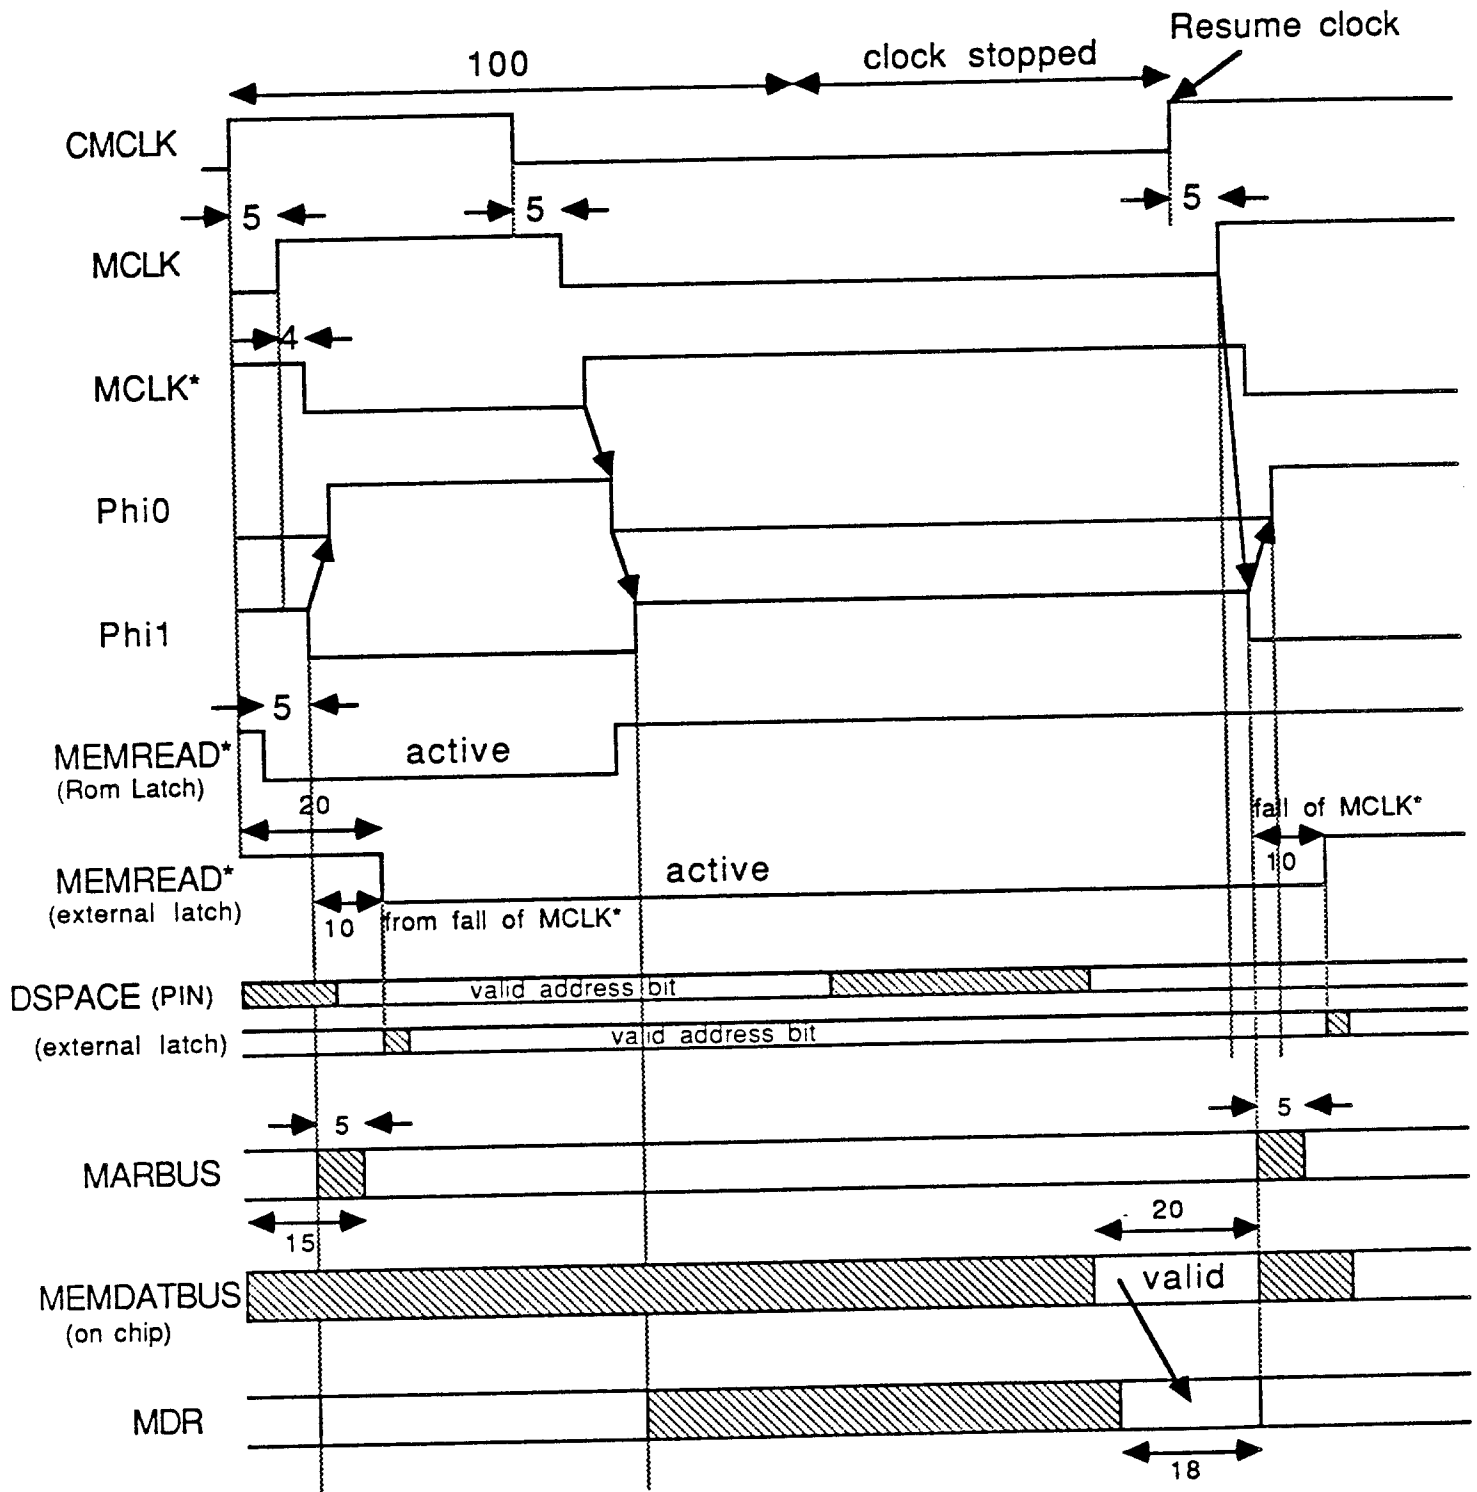 Resume clock
100
clock stopped
CMCLK
5
5
5
MCLK
4
MCLK*
Phi0
Phi1
5
MEMREAD*
active
(Rom Latch)
20
fall of MCLK*
MEMREAD*
active
10
(external latch)
10
from fall of MCLK*
DSPACE (PIN)
valid address bit
(external latch)
valid address bit
5
5
MARBUS
20
15
MEMDATBUS
valid
(on chip)
MDR
18